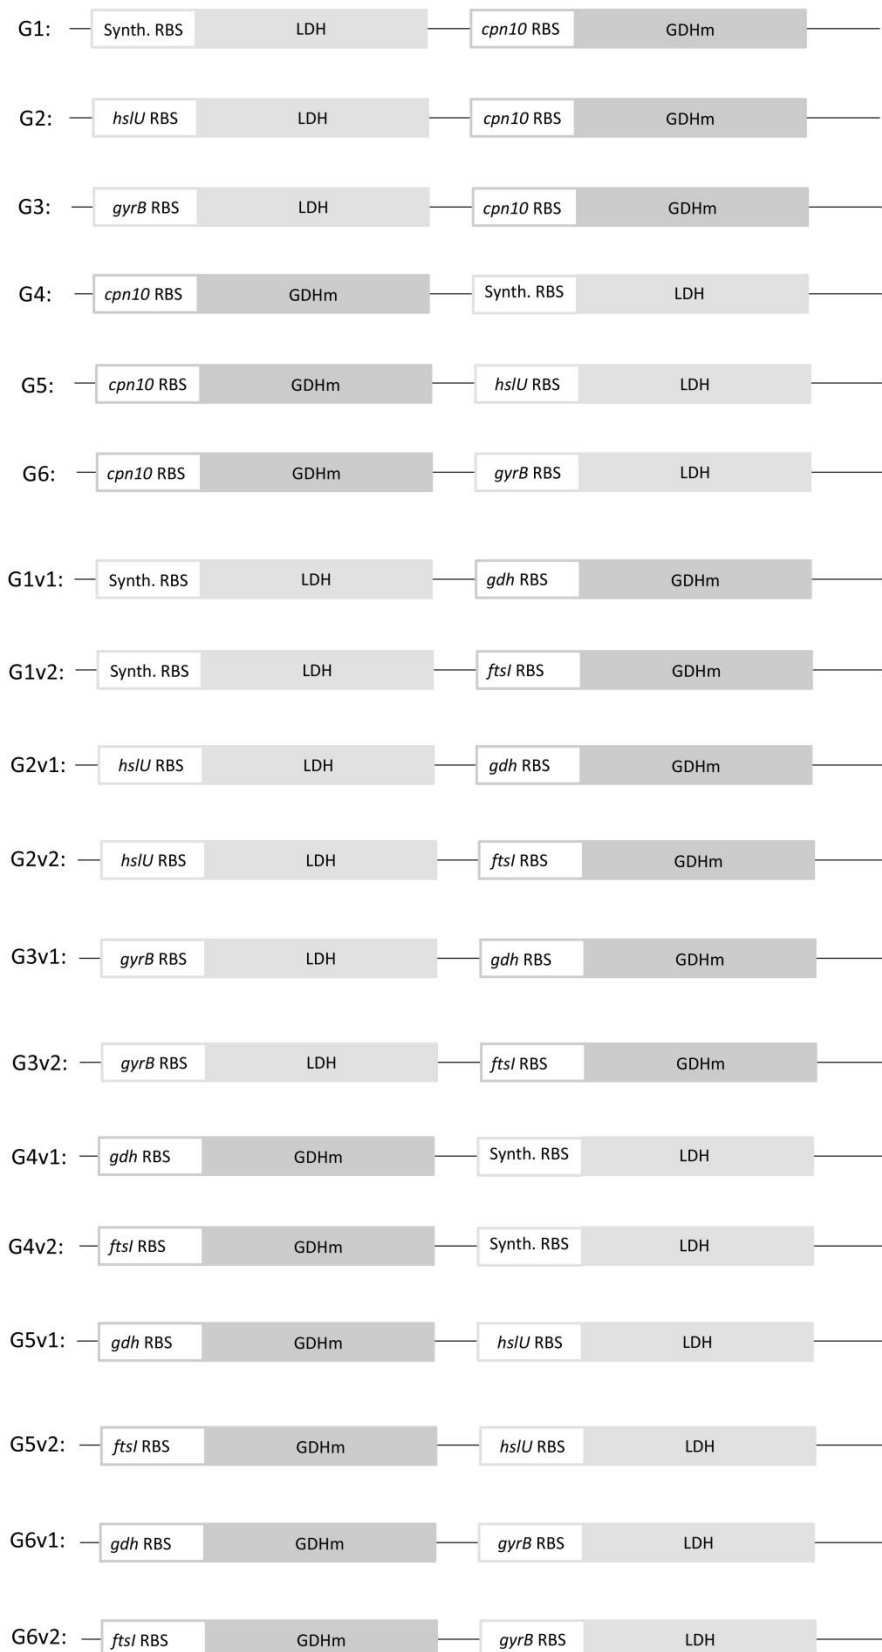 G1: Synth. RBS LDH cpn10 RBS GDHm
G2: hslU RBS LDH cpn10 RBS GDHm
G3: gyrB RBS LDH cpn10 RBS GDHm
G4: cpn10 RBS GDHm Synth. RBS LDH
G5: cpn10 RBS GDHm hslU RBS LDH
G6: cpn10 RBS GDHm gyrB RBS LDH
G1v1: Synth. RBS LDH gdh RBS GDHm
G1v2: Synth. RBS LDH ftsI RBS GDHm
G2v1: hslU RBS LDH gdh RBS GDHm
G2v2: hslU RBS LDH ftsI RBS GDHm
G3v1: gyrB RBS LDH gdh RBS GDHm
G3v2: gyrB RBS LDH ftsI RBS GDHm
G4v1: gdh RBS GDHm Synth. RBS LDH
G4v2: ftsI RBS GDHm Synth. RBS LDH
G5v1: gdh RBS GDHm hslU RBS LDH
G5v2: ftsI RBS GDHm hslU RBS LDH
G6v1: gdh RBS GDHm gyrB RBS LDH
G6v2: ftsI RBS GDHm gyrB RBS LDH